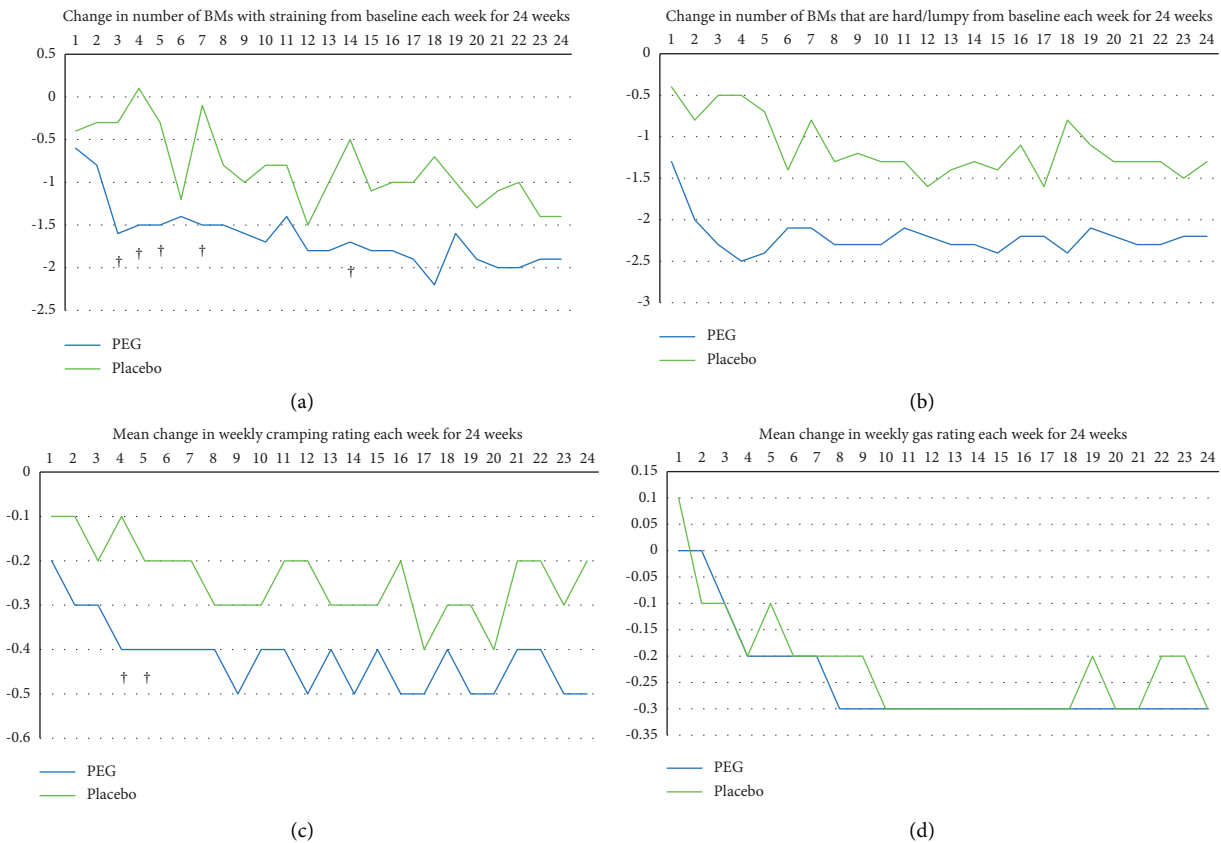 Change in number of BMs with straining from baseline each week for 24 weeks
1 2 3 4 5 6 7 8 9 10 11 12 13 14 15 16 17 18 19 20 21 22 23 24
0.5
0
-0.5
-1
-1.5
† † † † †
-2
-2.5
PEG
Placebo
(a)
Change in number of BMs that are hard/lumpy from baseline each week for 24 weeks
1 2 3 4 5 6 7 8 9 10 11 12 13 14 15 16 17 18 19 20 21 22 23 24
0
-0.5
-1
-1.5
-2
-2.5
-3
PEG
Placebo
(b)
Mean change in weekly cramping rating each week for 24 weeks
1 2 3 4 5 6 7 8 9 10 11 12 13 14 15 16 17 18 19 20 21 22 23 24
0
-0.1
-0.2
-0.3
-0.4
† †
-0.5
-0.6
PEG
Placebo
(c)
Mean change in weekly gas rating each week for 24 weeks
1 2 3 4 5 6 7 8 9 10 11 12 13 14 15 16 17 18 19 20 21 22 23 24
0.15
0.1
0.05
0
-0.05
-0.1
-0.15
-0.2
-0.25
-0.3
-0.35
PEG
Placebo
(d)